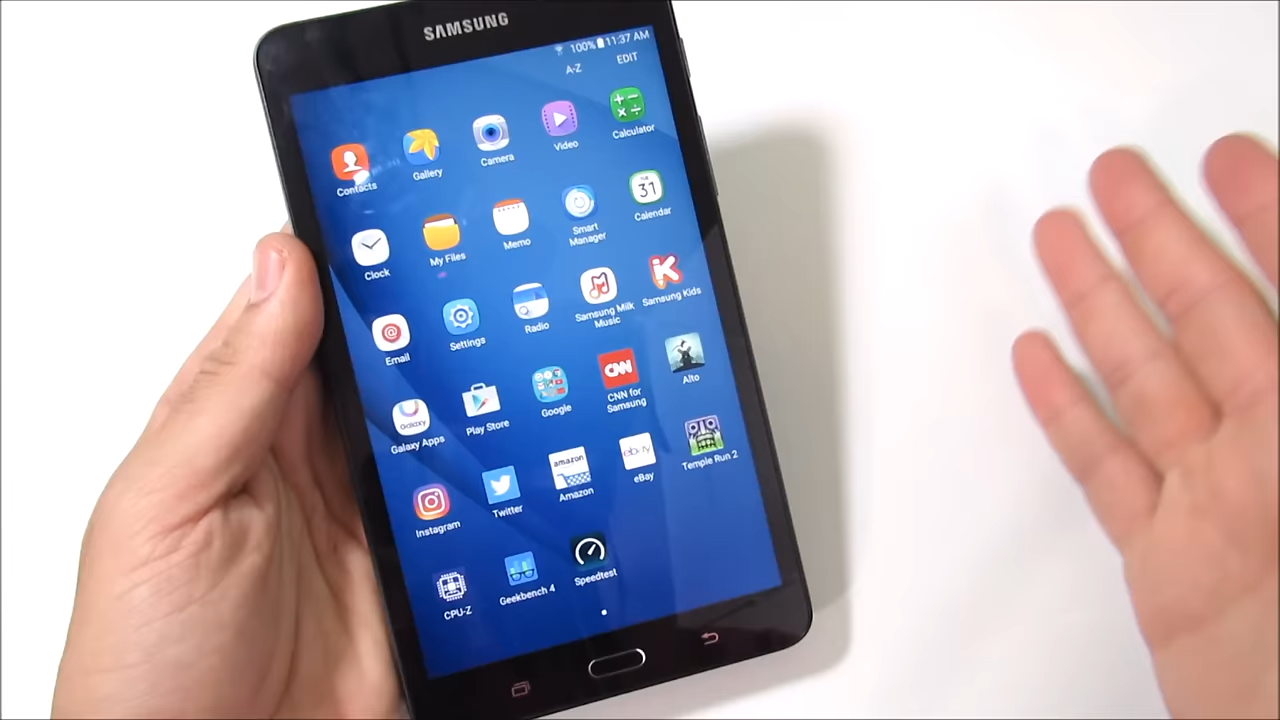 SAMSUNG
100% 11:37 AM
A-Z EDIT
Contacts Gallery Camera Video Calculator
TUE
31
Clock My Files Memo Smart Manager Calendar
Email Settings Radio Samsung Milk Music Samsung Kids
Galaxy
CNN
Galaxy Apps Play Store Google CNN for Samsung Alto
amazon
ebay
Instagram Twitter Amazon eBay Temple Run 2
CPU-Z Geekbench 4 Speedtest